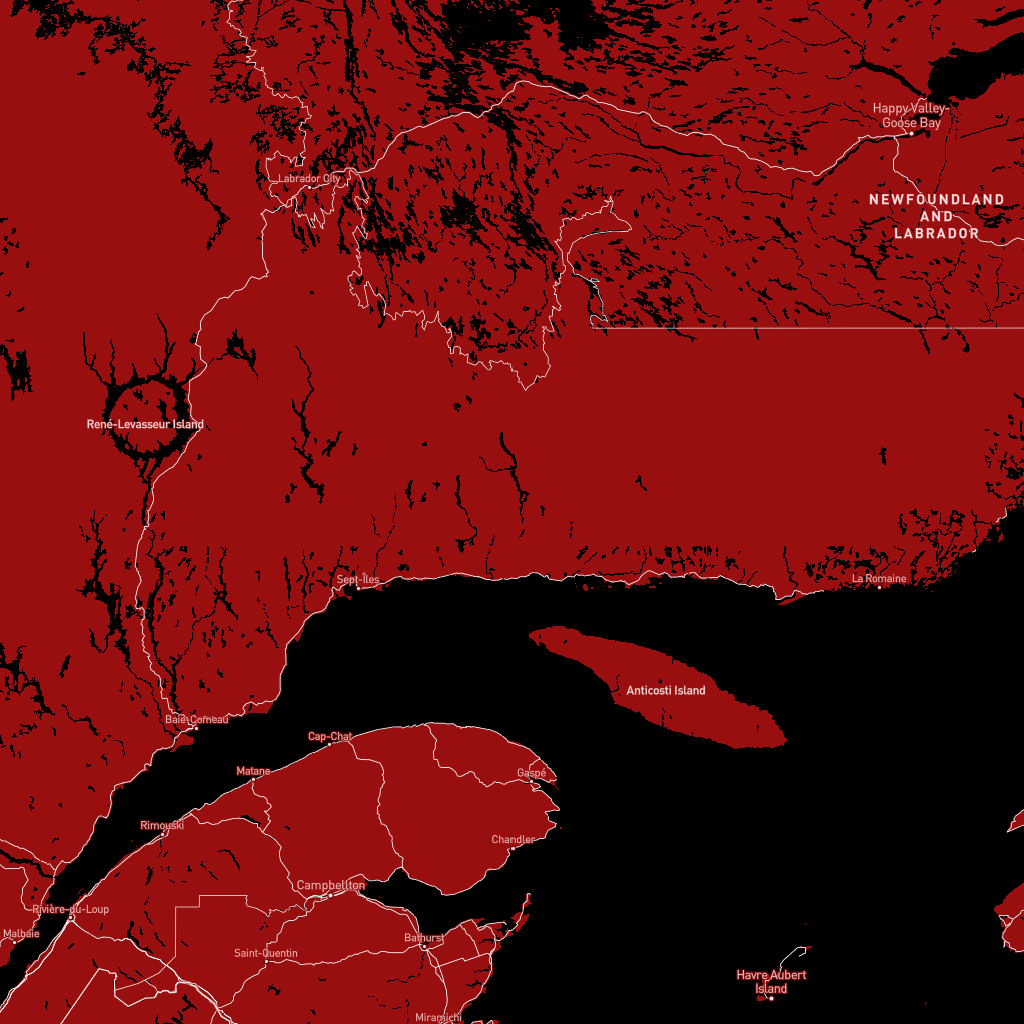 Happy Valley-
Goose Bay
Labrador City
NEWFOUNDLAND
AND
LABRADOR
René-Levasseur Island
Sept-Îles
La Romaine
Anticosti Island
Baie-Comeau
Cap-Chat
Matane
Gaspé
Rimouski
Chandler
Campbellton
Rivière-du-Loup
Malbaie
Bathurst
Saint-Quentin
Havre Aubert
Island
Miramichi